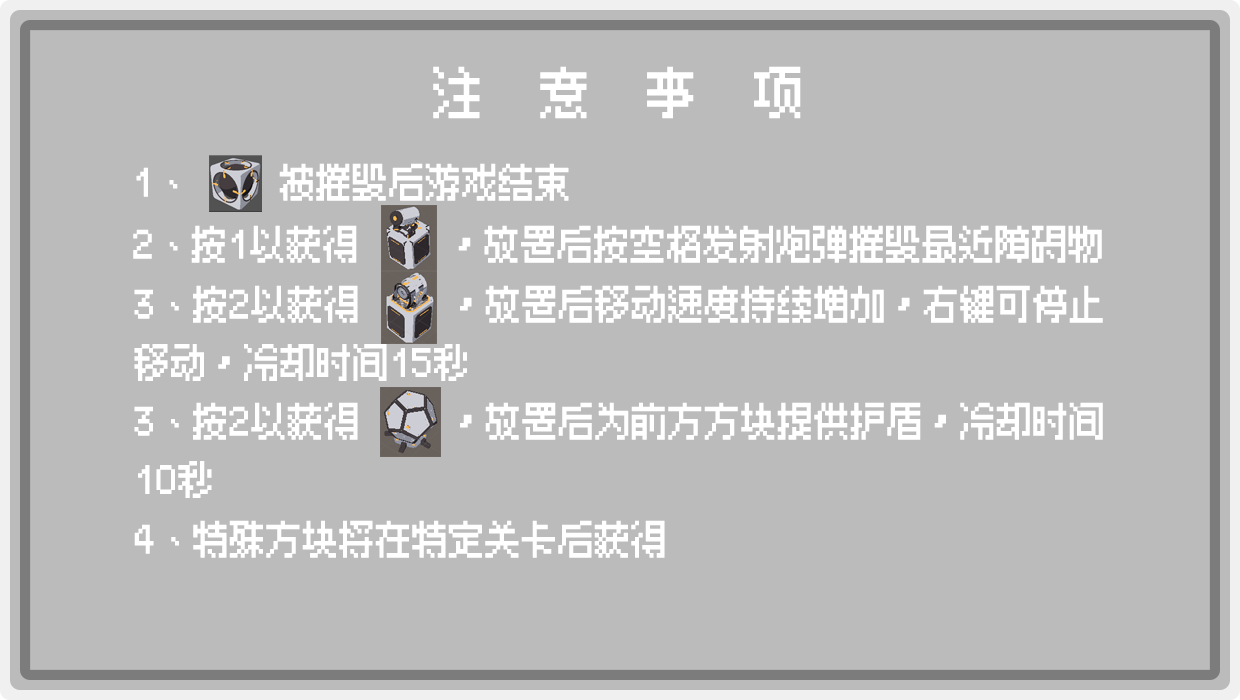 注意事项
1、被摧毁后游戏结束
2、按1以获得，放置后按空格发射炮弹摧毁最近障碍物
3、按2以获得，放置后移动速度持续增加，右键可停止
移动，冷却时间15秒
3、按2以获得，放置后为前方方块提供护盾，冷却时间
10秒
4、特殊方块将在特定关卡后获得